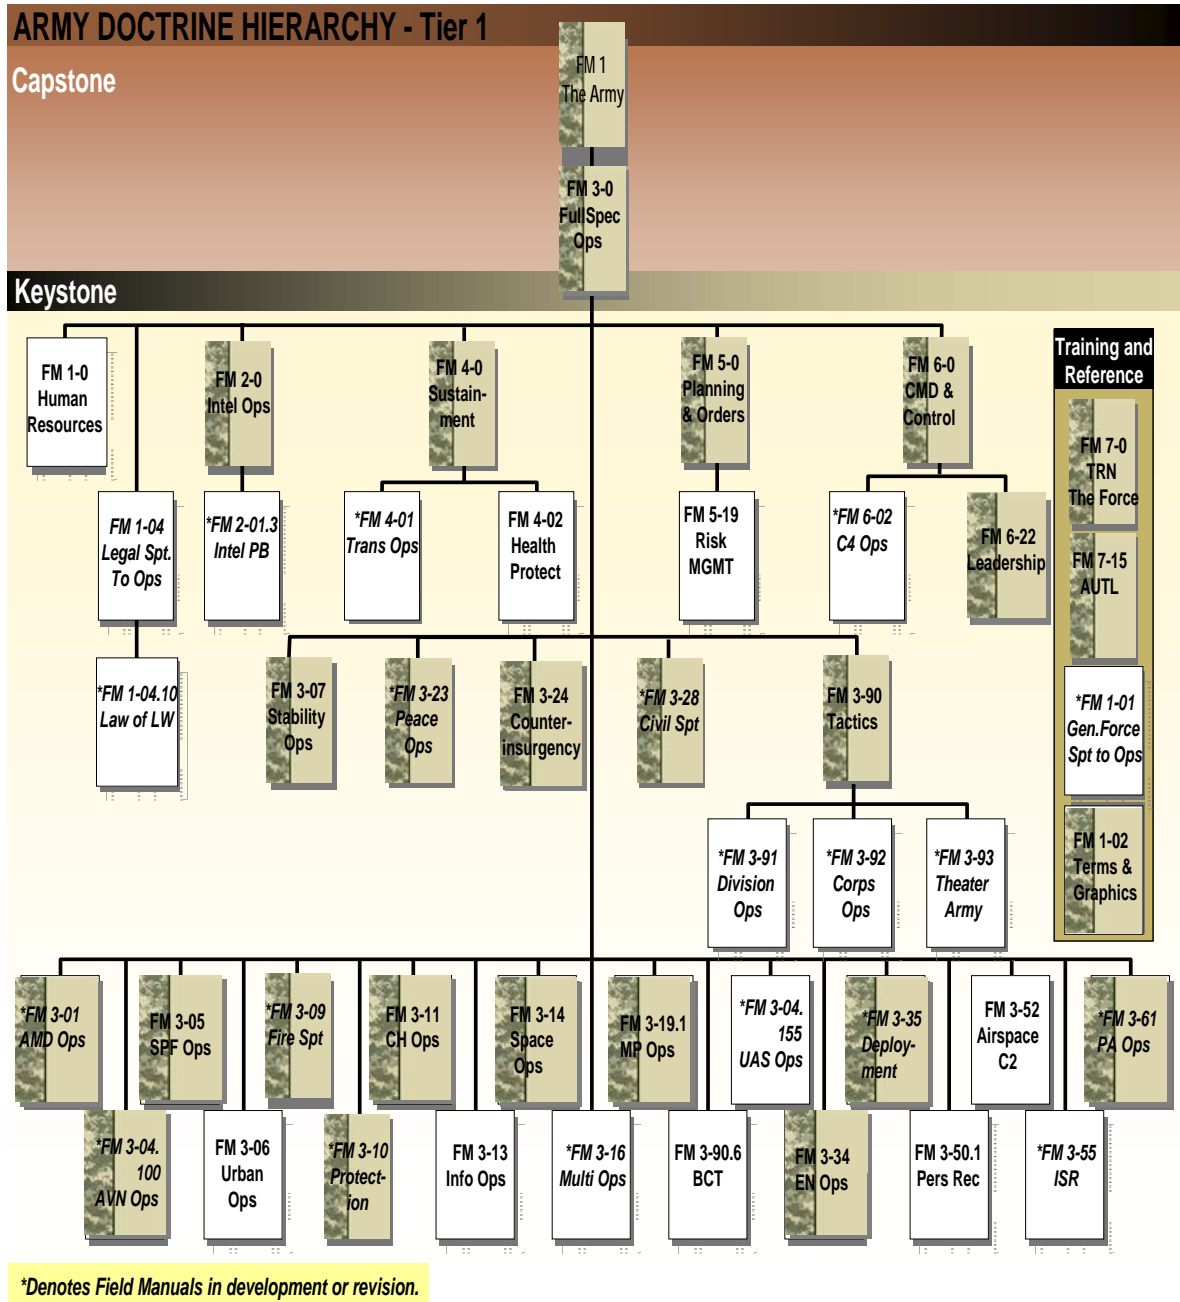 ARMY DOCTRINE HIERARCHY - Tier 1
Capstone
FM 1
The Army
FM 3-0
FullSpec
Ops
Keystone
FM 1-0
Human
Resources
FM 2-0
Intel Ops
FM 4-0
Sustain-
ment
FM 5-0
Planning
& Orders
FM 6-0
CMD &
Control
Training and
Reference
FM 7-0
TRN
The Force
FM 7-15
AUTL
*FM 1-01
Gen.Force
Spt to Ops
FM 1-02
Terms &
Graphics
FM 1-04
Legal Spt.
To Ops
*FM 2-01.3
Intel PB
*FM 4-01
Trans Ops
FM 4-02
Health
Protect
FM 5-19
Risk
MGMT
*FM 6-02
C4 Ops
FM 6-22
Leadership
*FM 1-04.10
Law of LW
FM 3-07
Stability
Ops
*FM 3-23
Peace
Ops
FM 3-24
Counter-
insurgency
*FM 3-28
Civil Spt
FM 3-90
Tactics
*FM 3-91
Division
Ops
*FM 3-92
Corps
Ops
*FM 3-93
Theater
Army
*FM 3-01
AMD Ops
FM 3-05
SPF Ops
*FM 3-09
Fire Spt
FM 3-11
CH Ops
FM 3-14
Space
Ops
FM 3-19.1
MP Ops
*FM 3-04.
155
UAS Ops
*FM 3-35
Deploy-
ment
FM 3-52
Airspace
C2
*FM 3-61
PA Ops
*FM 3-04.
100
AVN Ops
FM 3-06
Urban
Ops
*FM 3-10
Protect-
ion
FM 3-13
Info Ops
*FM 3-16
Multi Ops
FM 3-90.6
BCT
FM 3-34
EN Ops
FM 3-50.1
Pers Rec
*FM 3-55
ISR
*Denotes Field Manuals in development or revision.